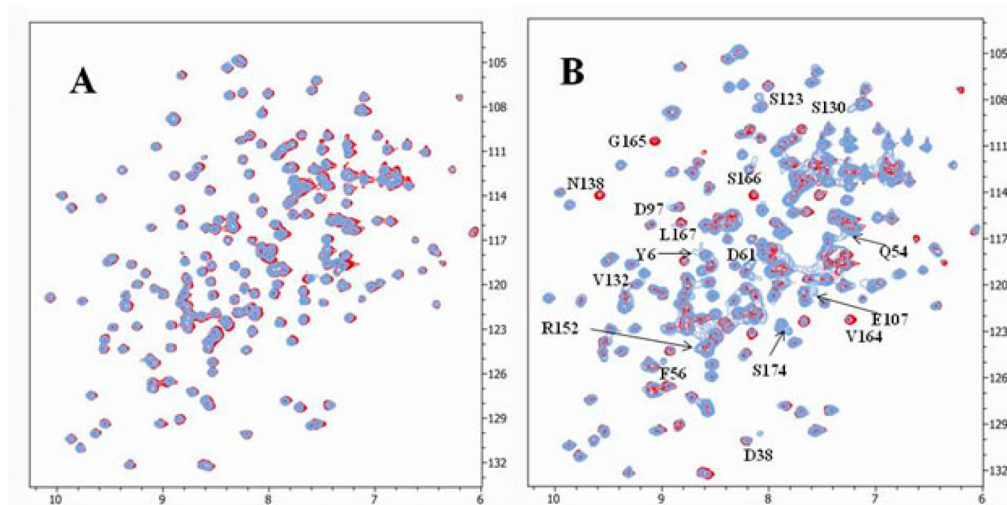 A
105
108
111
114
117
120
123
126
129
132
10
9
8
7
6
B
S123
S130
G165
S166
N138
D97
L167
Y6
D61
Q54
V132
E107
V164
R152
S174
F56
D38
105
108
111
114
117
120
123
126
129
132
10
9
8
7
6